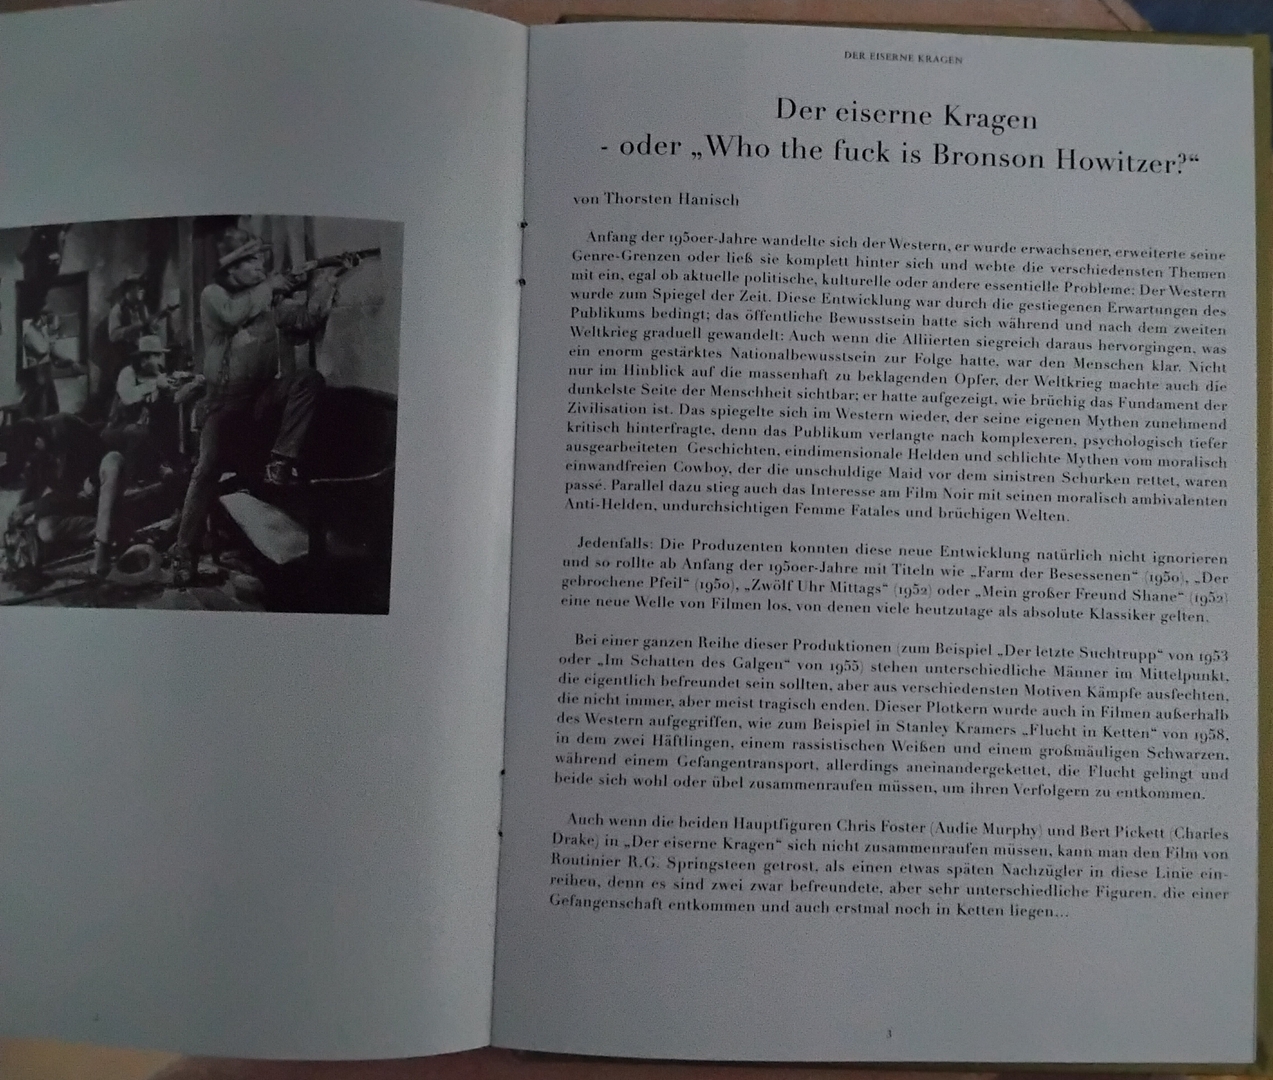 DER EISERNE KRAGEN
Der eiserne Kragen
- oder „Who the fuck is Bronson Howitzer?“
von Thorsten Hanisch
Anfang der 1950er-Jahre wandelte sich der Western, er wurde erwachsener, erweiterte seine
Genre-Grenzen oder ließ sie komplett hinter sich und webte die verschiedensten Themen
mit ein, egal ob aktuelle politische, kulturelle oder andere essentielle Probleme: Der Western
wurde zum Spiegel der Zeit. Diese Entwicklung war durch die gestiegenen Erwartungen des
Publikums bedingt; das öffentliche Bewusstsein hatte sich während und nach dem zweiten
Weltkrieg graduell gewandelt: Auch wenn die Alliierten siegreich daraus hervorgingen, was
ein enorm gestärktes Nationalbewusstsein zur Folge hatte, war den Menschen klar. Nicht
nur im Hinblick auf die massenhaft zu beklagenden Opfer, der Weltkrieg machte auch die
dunkelste Seite der Menschheit sichtbar; er hatte aufgezeigt, wie brüchig das Fundament der
Zivilisation ist. Das spiegelte sich im Western wieder, der seine eigenen Mythen zunehmend
kritisch hinterfragte, denn das Publikum verlangte nach komplexeren, psychologisch tiefer
ausgearbeiteten Geschichten, eindimensionale Helden und schlichte Mythen vom moralisch
einwandfreien Cowboy, der die unschuldige Maid vor dem sinistren Schurken rettet, waren
passé. Parallel dazu stieg auch das Interesse am Film Noir mit seinen moralisch ambivalenten
Anti-Helden, undurchsichtigen Femme Fatales und brüchigen Welten.
Jedenfalls: Die Produzenten konnten diese neue Entwicklung natürlich nicht ignorieren
und so rollte ab Anfang der 1950er-Jahre mit Titeln wie „Farm der Besessenen“ (1950), „Der
gebrochene Pfeil“ (1950), „Zwölf Uhr Mittags“ (1952) oder „Mein großer Freund Shane“ (1952)
eine neue Welle von Filmen los, von denen viele heutzutage als absolute Klassiker gelten.
Bei einer ganzen Reihe dieser Produktionen (zum Beispiel „Der letzte Suchtrupp“ von 1953
oder „Im Schatten des Galgen“ von 1955) stehen unterschiedliche Männer im Mittelpunkt,
die eigentlich befreundet sein sollten, aber aus verschiedensten Motiven Kämpfe ausfechten,
die nicht immer, aber meist tragisch enden. Dieser Plotkern wurde auch in Filmen außerhalb
des Western aufgegriffen, wie zum Beispiel in Stanley Kramers „Flucht in Ketten“ von 1958,
in dem zwei Häftlingen, einem rassistischen Weißen und einem großmäuligen Schwarzen,
während einem Gefangentransport, allerdings aneinandergekettet, die Flucht gelingt und
beide sich wohl oder übel zusammenraufen müssen, um ihren Verfolgern zu entkommen.
Auch wenn die beiden Hauptfiguren Chris Foster (Audie Murphy) und Bert Pickett (Charles
Drake) in „Der eiserne Kragen“ sich nicht zusammenraufen müssen, kann man den Film von
Routinier R.G. Springsteen getrost, als einen etwas späten Nachzügler in diese Linie ein-
reihen, denn es sind zwei zwar befreundete, aber sehr unterschiedliche Figuren, die einer
Gefangenschaft entkommen und auch erstmal noch in Ketten liegen...
3